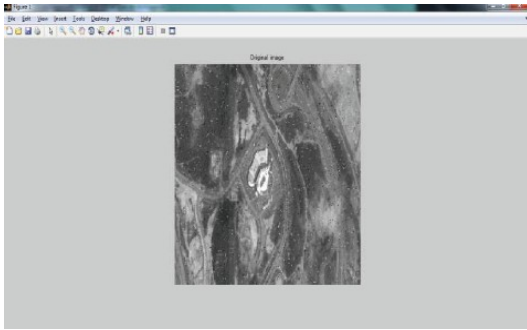 Figure 1
File Edit View Insert Tools Desktop Window Help
Original image